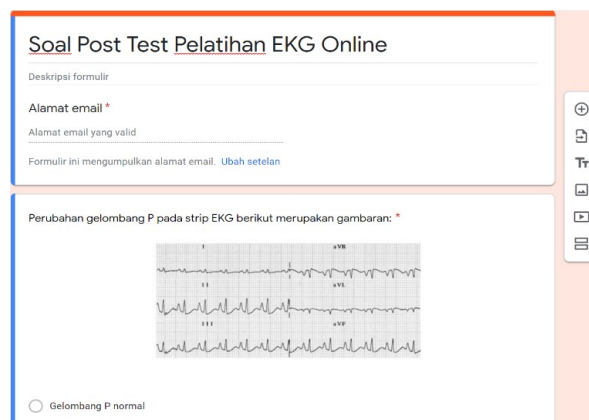 Soal Post Test Pelatihan EKG Online
Deskripsi formulir
Alamat email *
Alamat email yang valid
Formulir ini mengumpulkan alamat email. Ubah setelan
Perubahan gelombang P pada strip EKG berikut merupakan gambaran: *
I aVR
II aVL
III aVF
Gelombang P normal
Tт